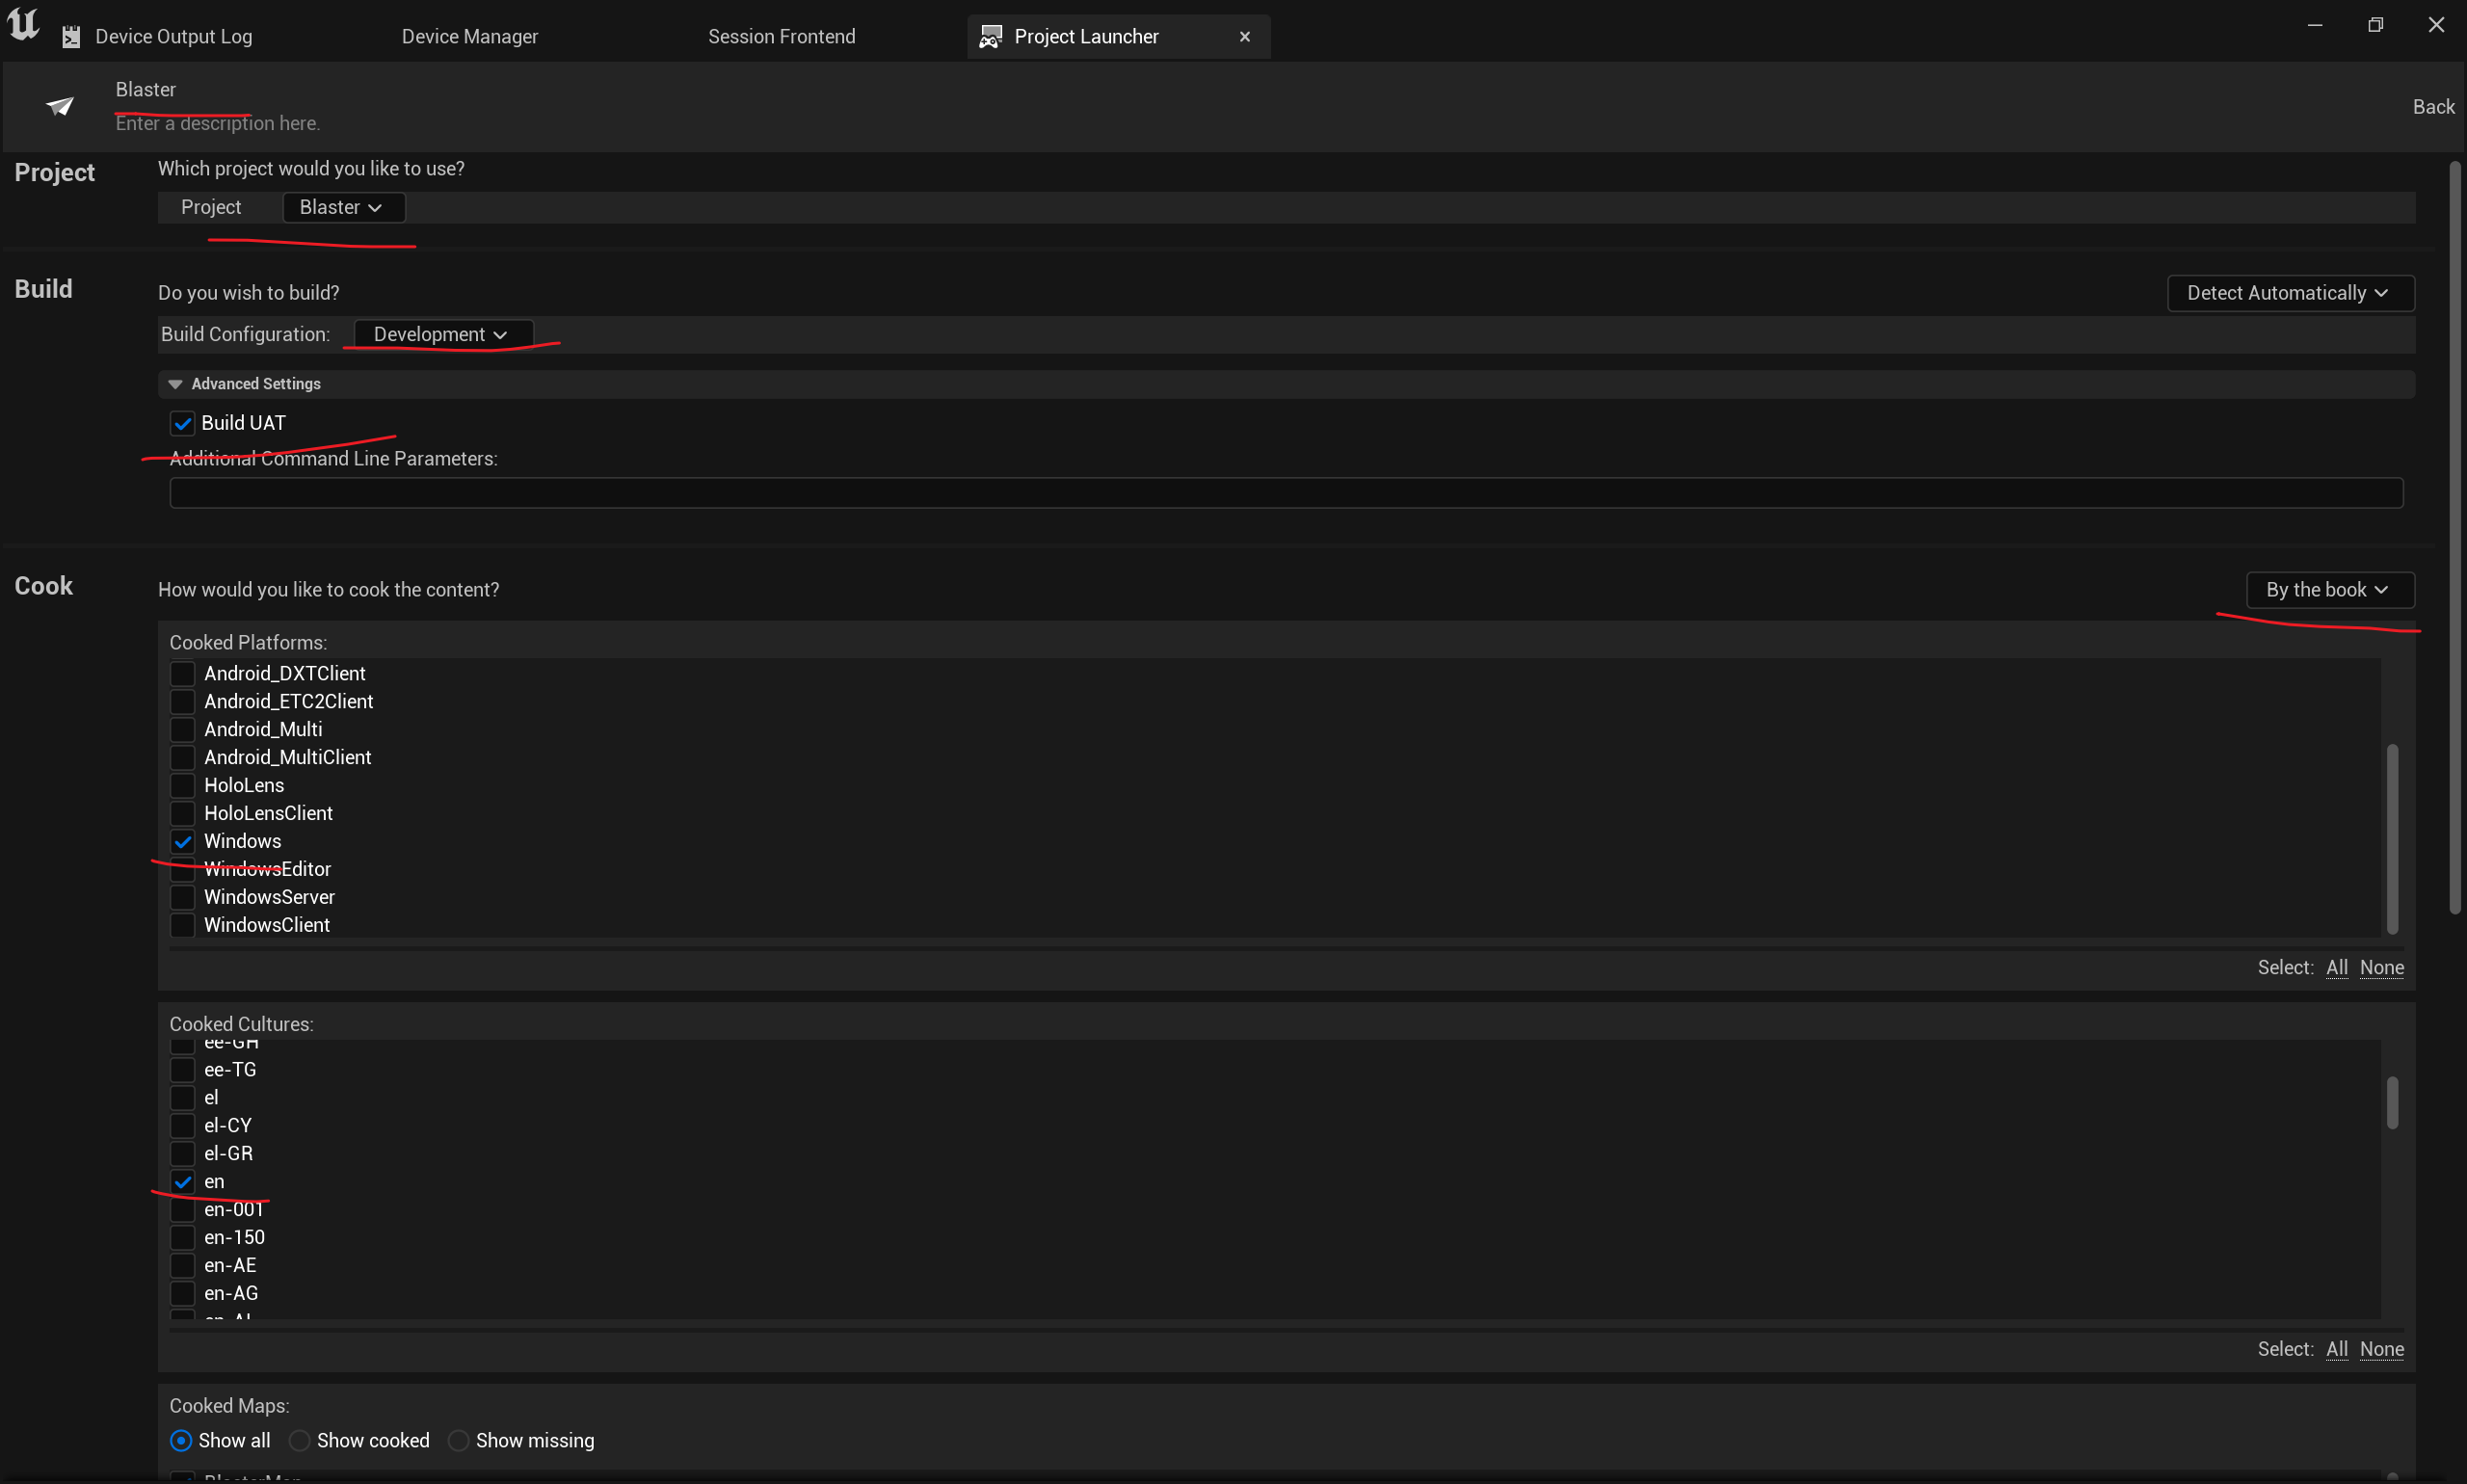 Device Output Log
Device Manager
Session Frontend
Project Launcher
Blaster
Enter a description here.
Back
Project
Which project would you like to use?
Project
Blaster
Build
Do you wish to build?
Detect Automatically
Build Configuration:
Development
Advanced Settings
Build UAT
Additional Command Line Parameters:
Cook
How would you like to cook the content?
By the book
Cooked Platforms:
Android_DXTClient
Android_ETC2Client
Android_Multi
Android_MultiClient
HoloLens
HoloLensClient
Windows
WindowsEditor
WindowsServer
WindowsClient
Select: All None
Cooked Cultures:
ee-GH
ee-TG
el
el-CY
el-GR
en
en-001
en-150
en-AE
en-AG
Select: All None
Cooked Maps:
Show all
Show cooked
Show missing